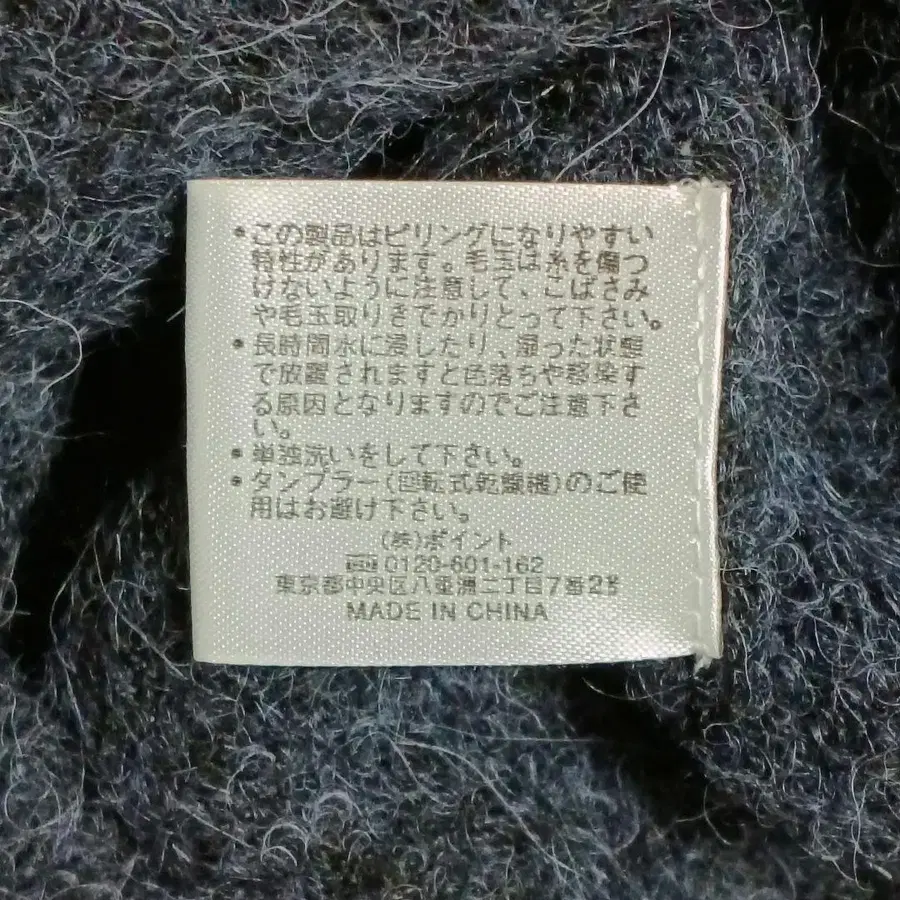 ・この製品はピリングになりやすい
特性があります。毛玉は糸を傷つ
けないように注意して、こばさみ
や毛玉取りきでかりとって下さい。
・長時間水に浸したり、湿った状態
で放置されますと色落ちや移染す
る原因となりますのでご注意下さ
い。
・単独洗いをして下さい。
・タンブラー(回転式乾燥機)のご使
用はお避け下さい。
(株)ポイント
0120-601-162
東京都中央区八重洲二丁目7番2号
MADE IN CHINA